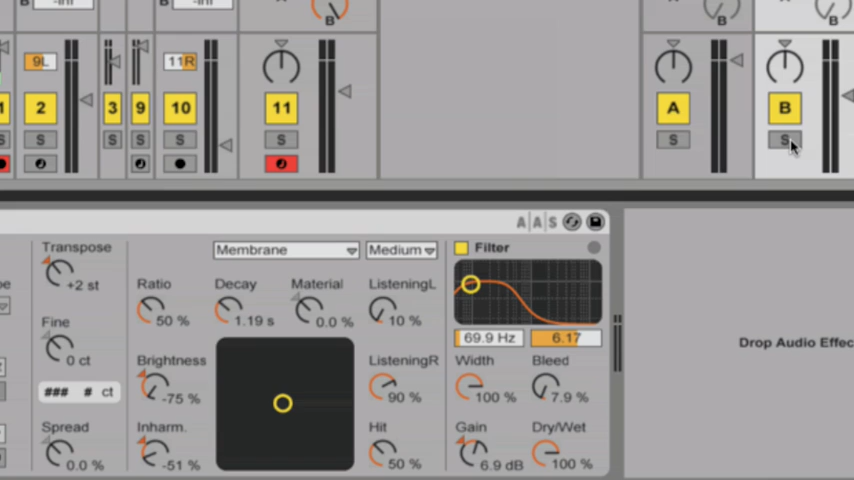 B -inf B -inf B B B
9L 11R
1 2 3 9 10 11 A B
S S S S S S S
A A S
Transpose Membrane Medium Filter
+2 st
Ratio Decay Material ListeningL
50 % 1.19 s 0.0 % 10 %
Fine 69.9 Hz 6.17
0 ct Drop Audio Effec
Brightness ListeningR Width Bleed
### # ct -75 % 90 % 100 % 7.9 %
Spread Inharm. Hit Gain Dry/Wet
0.0 % -51 % 50 % 6.9 dB 100 %